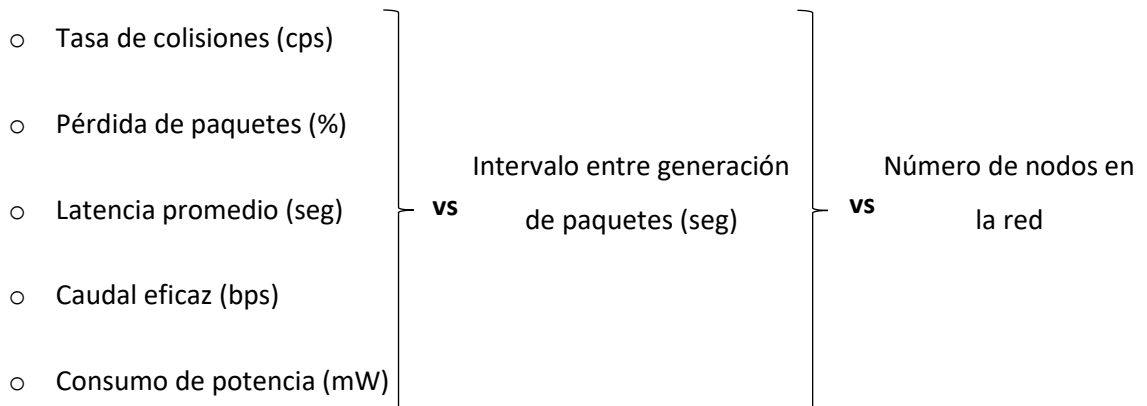 o Tasa de colisiones (cps)
o Pérdida de paquetes (%)
o Latencia promedio (seg)
o Caudal eficaz (bps)
o Consumo de potencia (mW)
vs
Intervalo entre generación
de paquetes (seg)
vs
Número de nodos en
la red